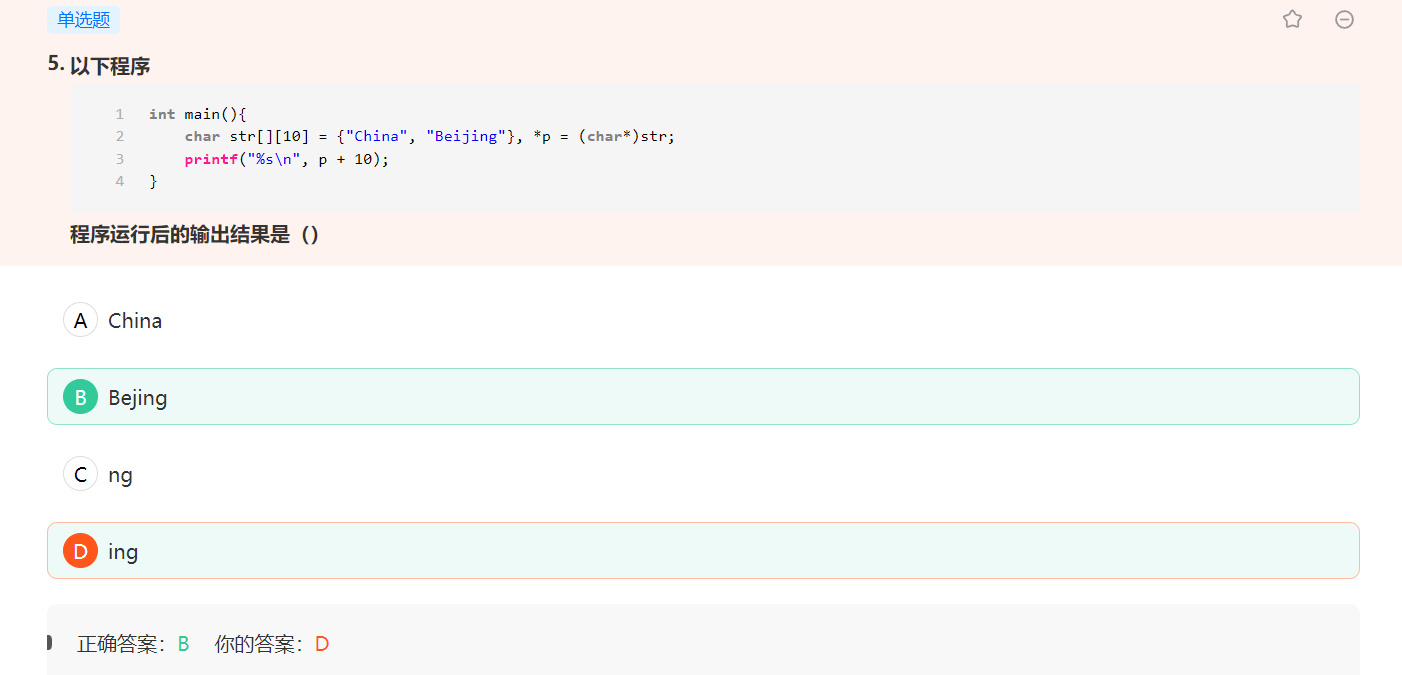 单选题
5. 以下程序
1 int main(){
2 char str[][10] = {"China", "Beijing"}, *p = (char*)str;
3 printf("%s\n", p + 10);
4 }
程序运行后的输出结果是（）
A China
B Bejing
C ng
D ing
正确答案：B 你的答案：D